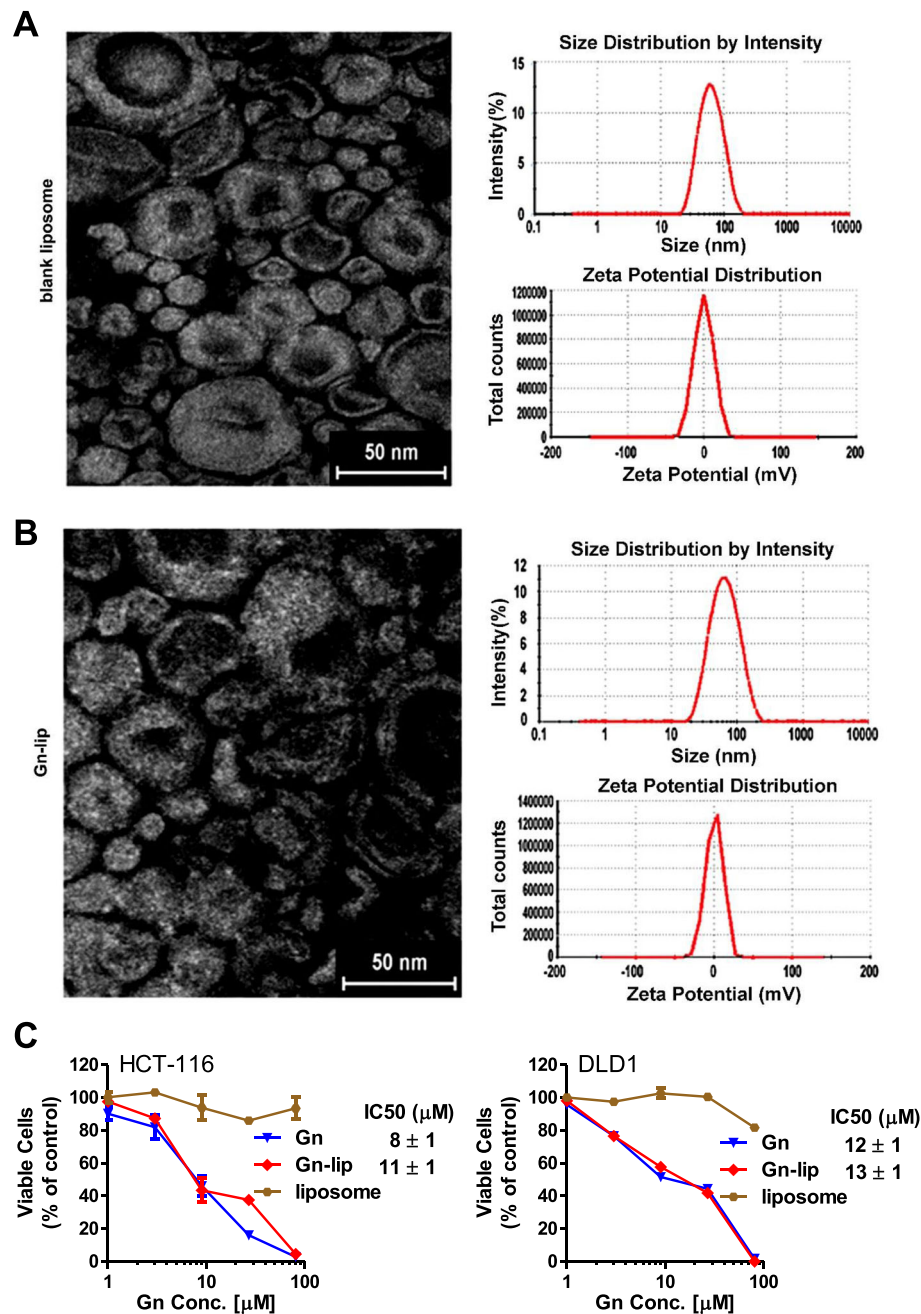 A
blank liposome
50 nm
Size Distribution by Intensity
Intensity(%)
15
10
5
0
0.1 1 10 100 1000 10000
Size (nm)
Zeta Potential Distribution
Total counts
1200000
1000000
800000
600000
400000
200000
0
-200 -100 0 100 200
Zeta Potential (mV)
B
Gn-lip
50 nm
Size Distribution by Intensity
Intensity(%)
12
10
8
6
4
2
0
0.1 1 10 100 1000 10000
Size (nm)
Zeta Potential Distribution
Total counts
1400000
1200000
1000000
800000
600000
400000
200000
0
-200 -100 0 100 200
Zeta Potential (mV)
C
HCT-116
Viable Cells
(% of control)
120
100
80
60
40
20
0
IC50 (μM)
Gn 8 ± 1
Gn-lip 11 ± 1
liposome
1 10 100
Gn Conc. [μM]
DLD1
Viable Cells
(% of control)
120
100
80
60
40
20
0
IC50 (μM)
Gn 12 ± 1
Gn-lip 13 ± 1
liposome
1 10 100
Gn Conc. [μM]